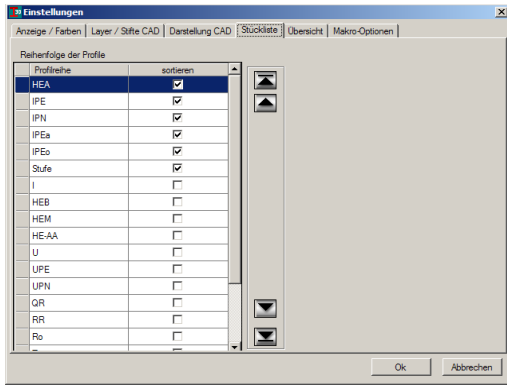 Einstellungen
Anzeige / Farben Layer / Stifte CAD Darstellung CAD Stückliste Übersicht Makro-Optionen
Reihenfolge der Profile
Profilreihe sortieren
HEA
IPE
IPN
IPEa
IPEo
Stufe
I
HEB
HEM
HE-AA
U
UPE
UPN
QR
RR
Ro
Ok Abbrechen